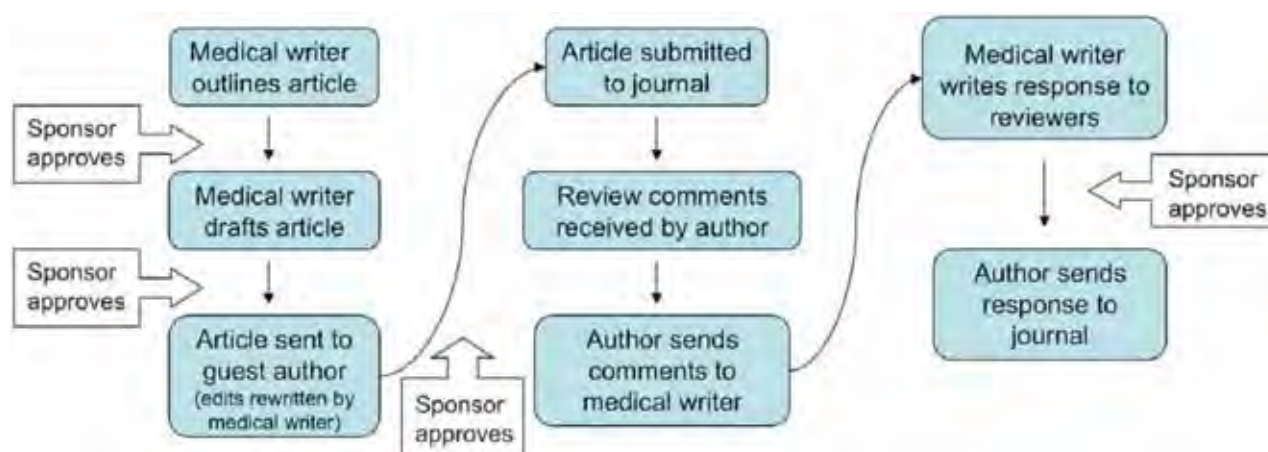 Medical writer
outlines article
Sponsor
approves
Medical writer
drafts article
Sponsor
approves
Article sent to
guest author
(edits rewritten by
medical writer)
Sponsor
approves
Article submitted
to journal
Review comments
received by author
Author sends
comments to
medical writer
Medical writer
writes response to
reviewers
Sponsor
approves
Author sends
response to
journal